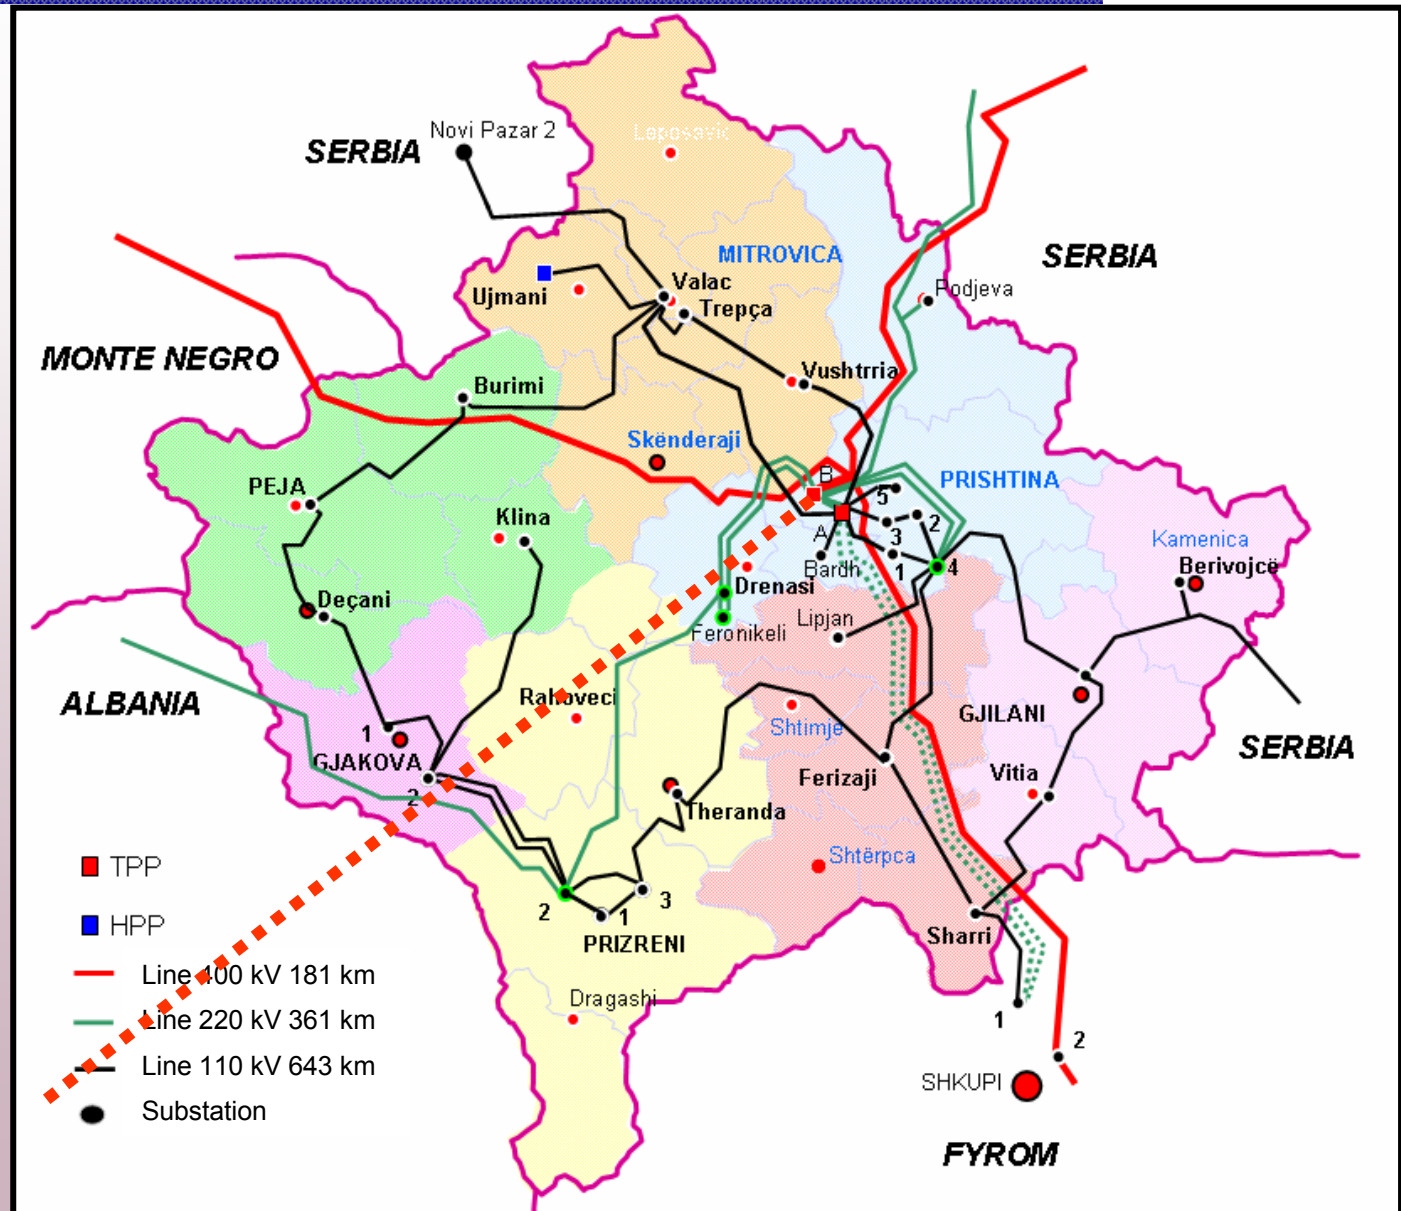 Novi Pazar 2
Leposavic
SERBIA
MITROVICA
SERBIA
Ujmani
Valac
Trepça
Podjeva
MONTE NEGRO
Burimi
Vushtrria
Skënderaji
PEJA
B
PRISHTINA
Klina
5
2
A
3
Kamenica
Bardh
1
4
Berivojcë
Deçani
Drenasi
Lipjan
Feronikeli
ALBANIA
Rahoveci
GJILANI
1
Shtimje
SERBIA
GJAKOVA
Ferizaji
Vitia
2
Theranda
TPP
Shtërpca
HPP
2
1
3
PRIZRENI
Sharri
Line 400 kV 181 km
Dragashi
Line 220 kV 361 km
1
2
Line 110 kV 643 km
SHKUPI
Substation
FYROM